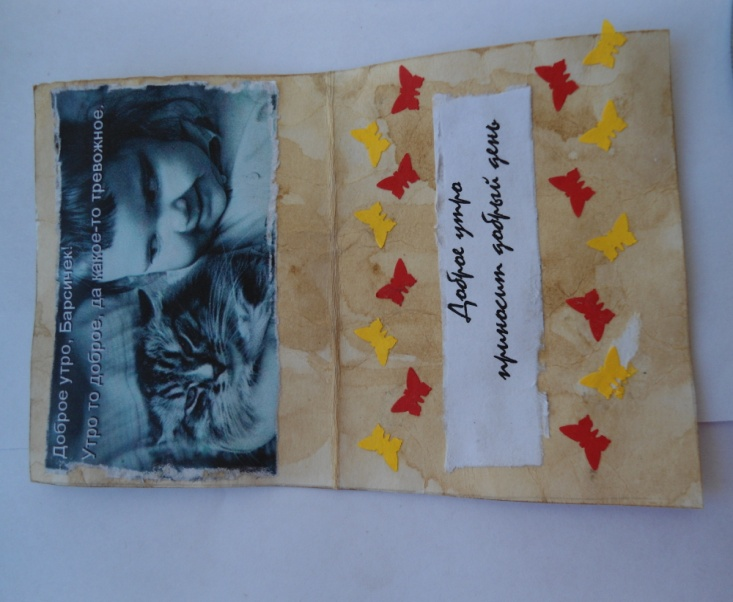 Доброе утро, Барсичек!
Утро то доброе, да какое-то тревожное.
Доброе утро
приносит добрый день